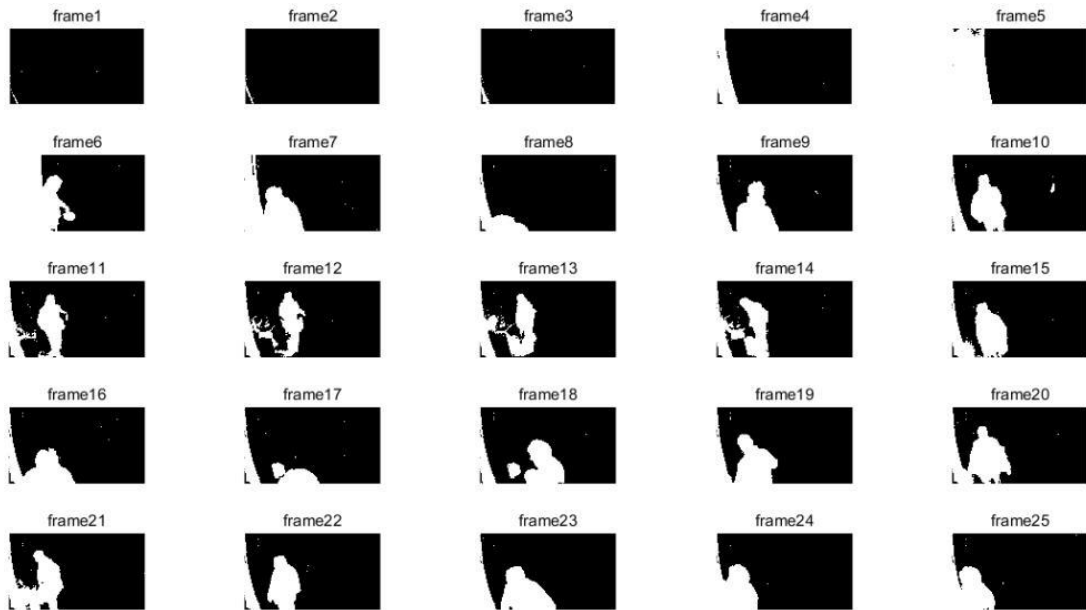 frame1 frame2 frame3 frame4 frame5
frame6 frame7 frame8 frame9 frame10
frame11 frame12 frame13 frame14 frame15
frame16 frame17 frame18 frame19 frame20
frame21 frame22 frame23 frame24 frame25